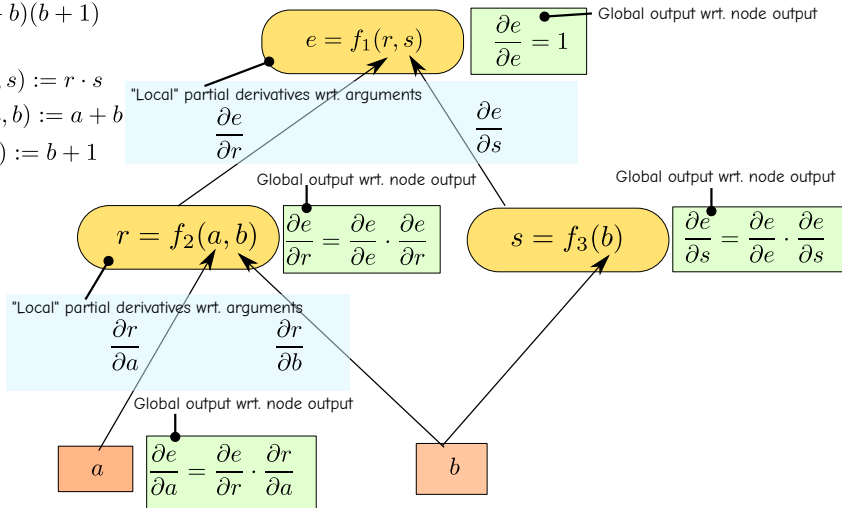 + b)(b + 1)
Global output wrt. node output
e = f₁(r, s)
∂e/∂e = 1
, s) := r · s
"Local" partial derivatives wrt. arguments
, b) := a + b
∂e/∂r
∂e/∂s
) := b + 1
Global output wrt. node output
Global output wrt. node output
r = f₂(a, b)
∂e/∂r = ∂e/∂e · ∂e/∂r
s = f₃(b)
∂e/∂s = ∂e/∂e · ∂e/∂s
"Local" partial derivatives wrt. arguments
∂r/∂a
∂r/∂b
Global output wrt. node output
a
∂e/∂a = ∂e/∂r · ∂r/∂a
b